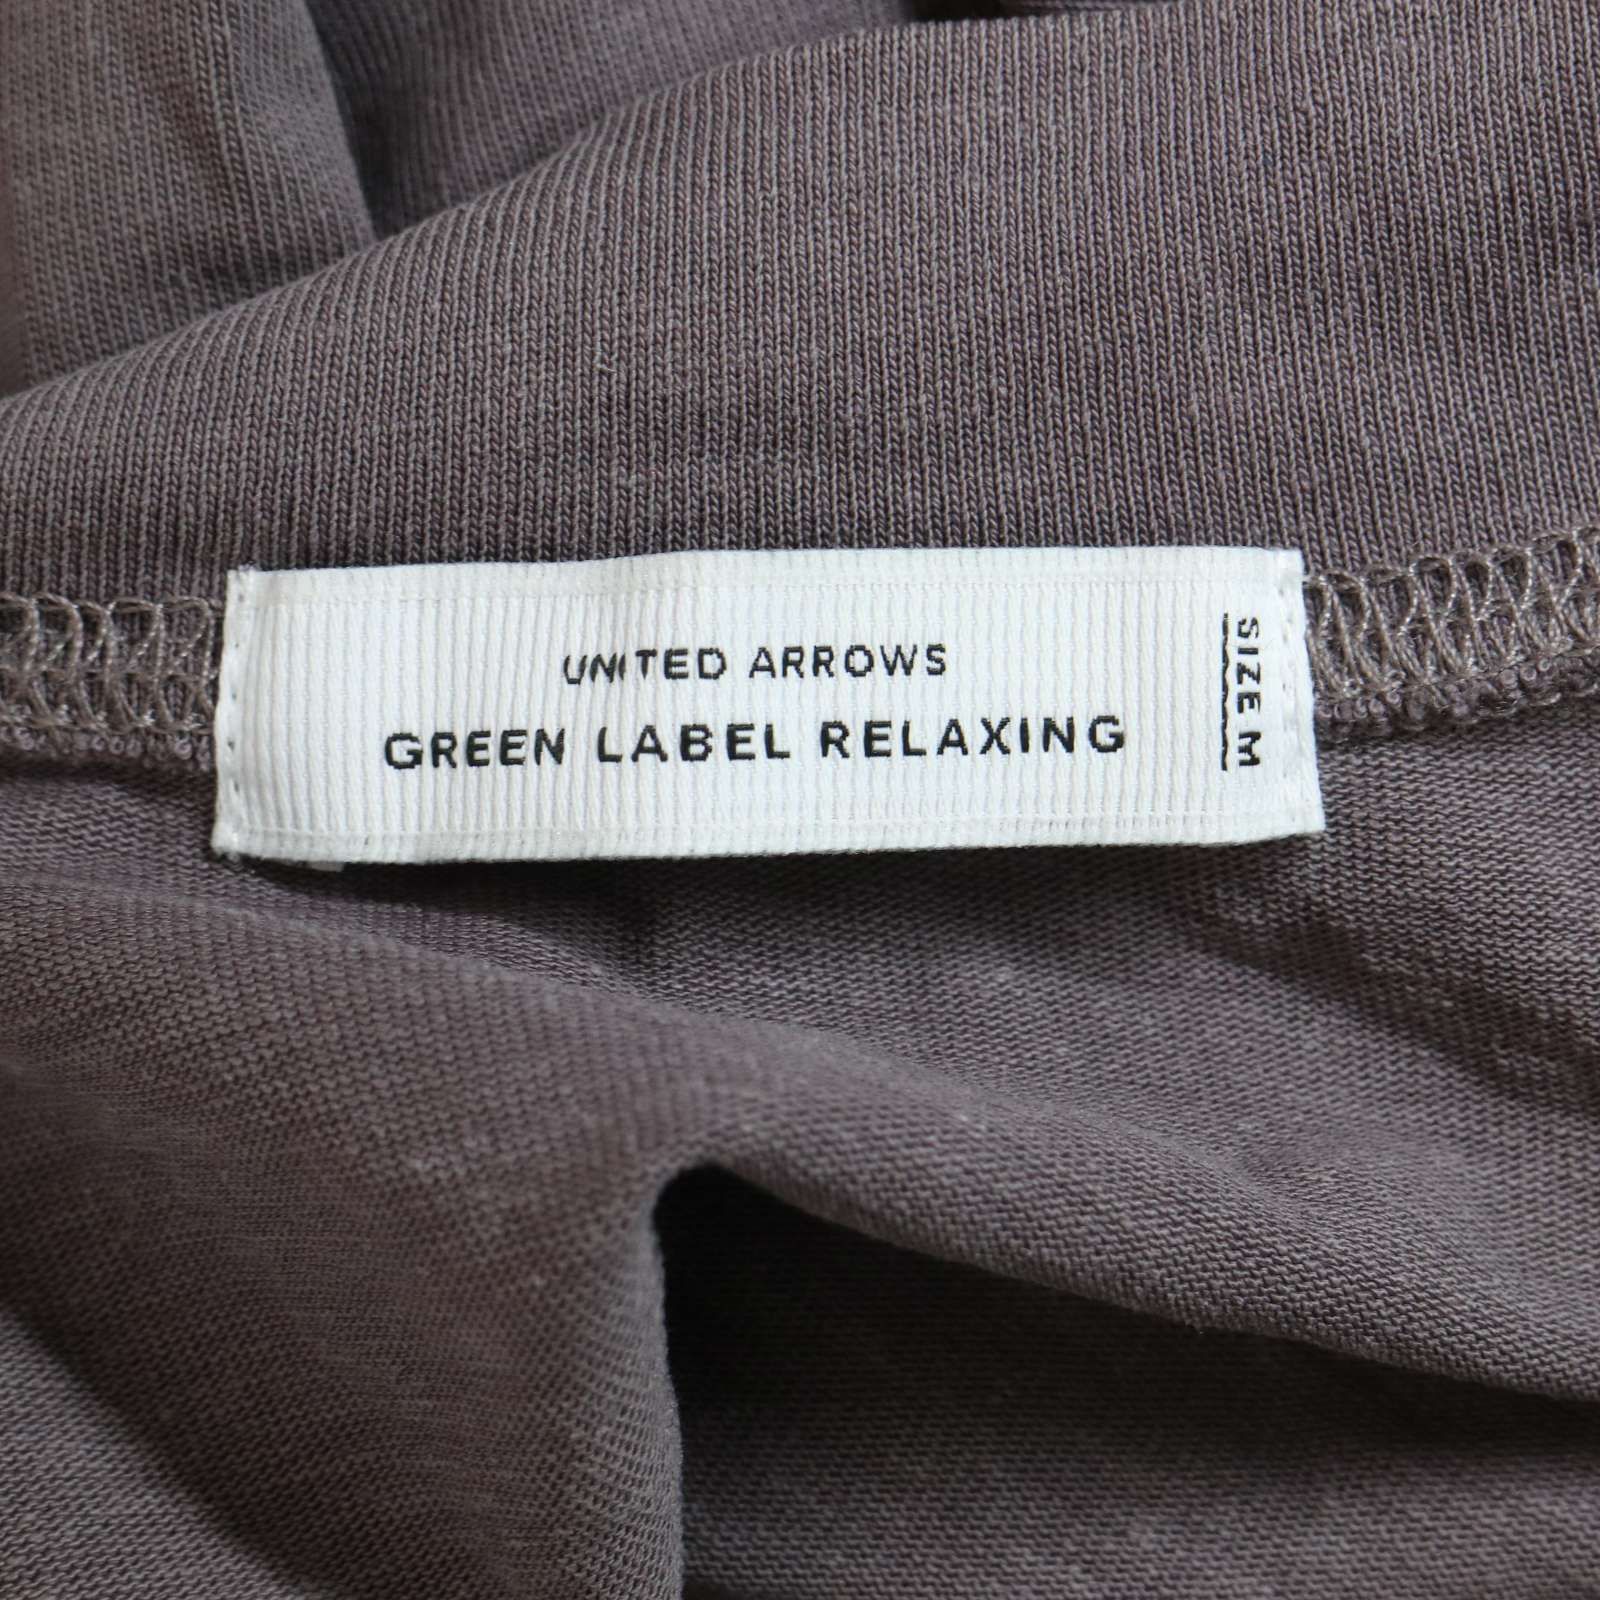 UNITED ARROWS
GREEN LABEL RELAXING
SIZE M